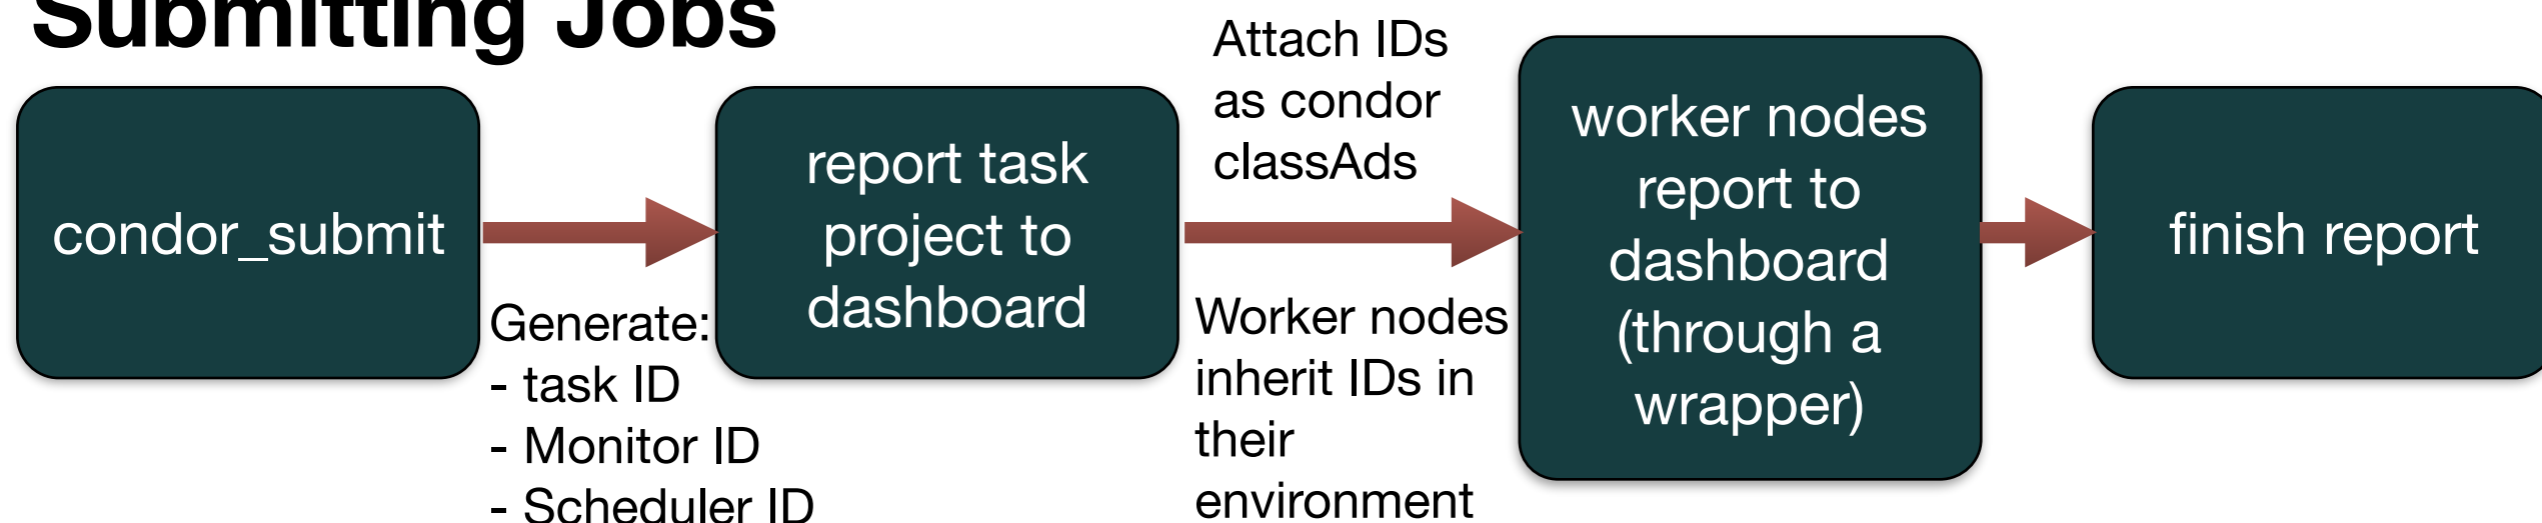 Submitting Jobs
condor_submit
Generate:
- task ID
- Monitor ID
- Scheduler ID
report task
project to
dashboard
Attach IDs
as condor
classAds
Worker nodes
inherit IDs in
their
environment
worker nodes
report to
dashboard
(through a
wrapper)
finish report